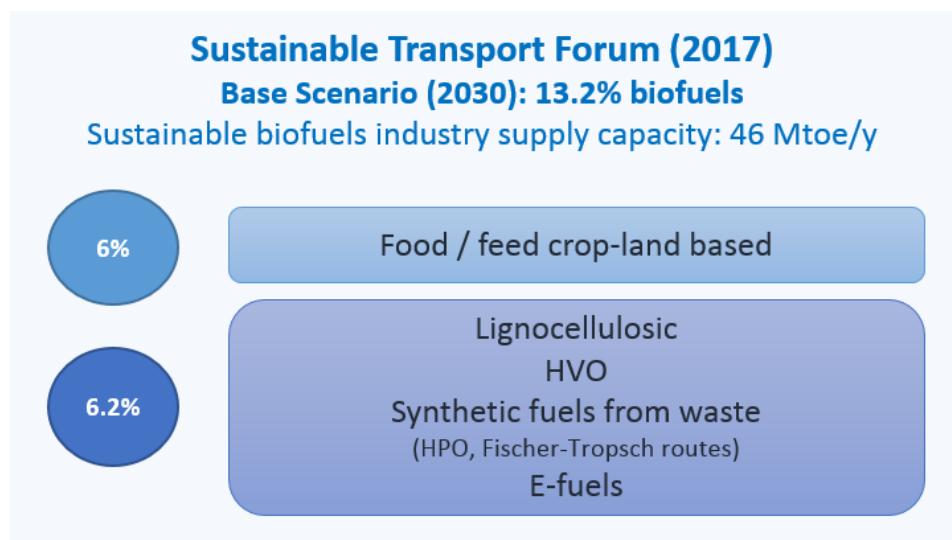 Sustainable Transport Forum (2017)
Base Scenario (2030): 13.2% biofuels
Sustainable biofuels industry supply capacity: 46 Mtoe/y
6%
Food / feed crop-land based
6.2%
Lignocellulosic
HVO
Synthetic fuels from waste
(HPO, Fischer-Tropsch routes)
E-fuels